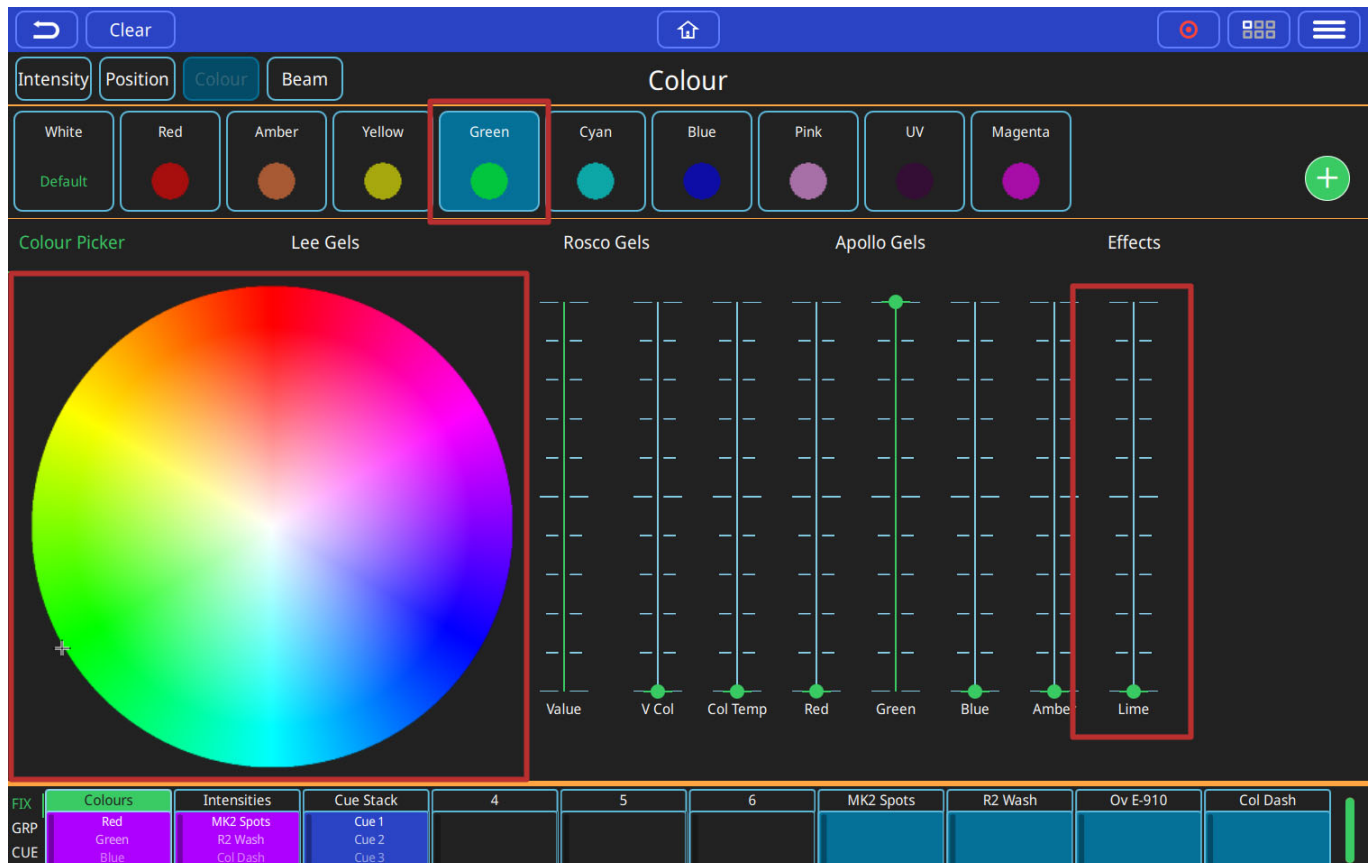 Clear
Intensity Position Colour Beam Colour
White Red Amber Yellow Green Cyan Blue Pink UV Magenta
Default
Colour Picker Lee Gels Rosco Gels Apollo Gels Effects
Value V Col Col Temp Red Green Blue Amber Lime
FIX Colours Intensities Cue Stack 4 5 6 MK2 Spots R2 Wash Ov E-910 Col Dash
Red MK2 Spots Cue 1
GRP Green R2 Wash Cue 2
CUE Blue Col Dash Cue 3